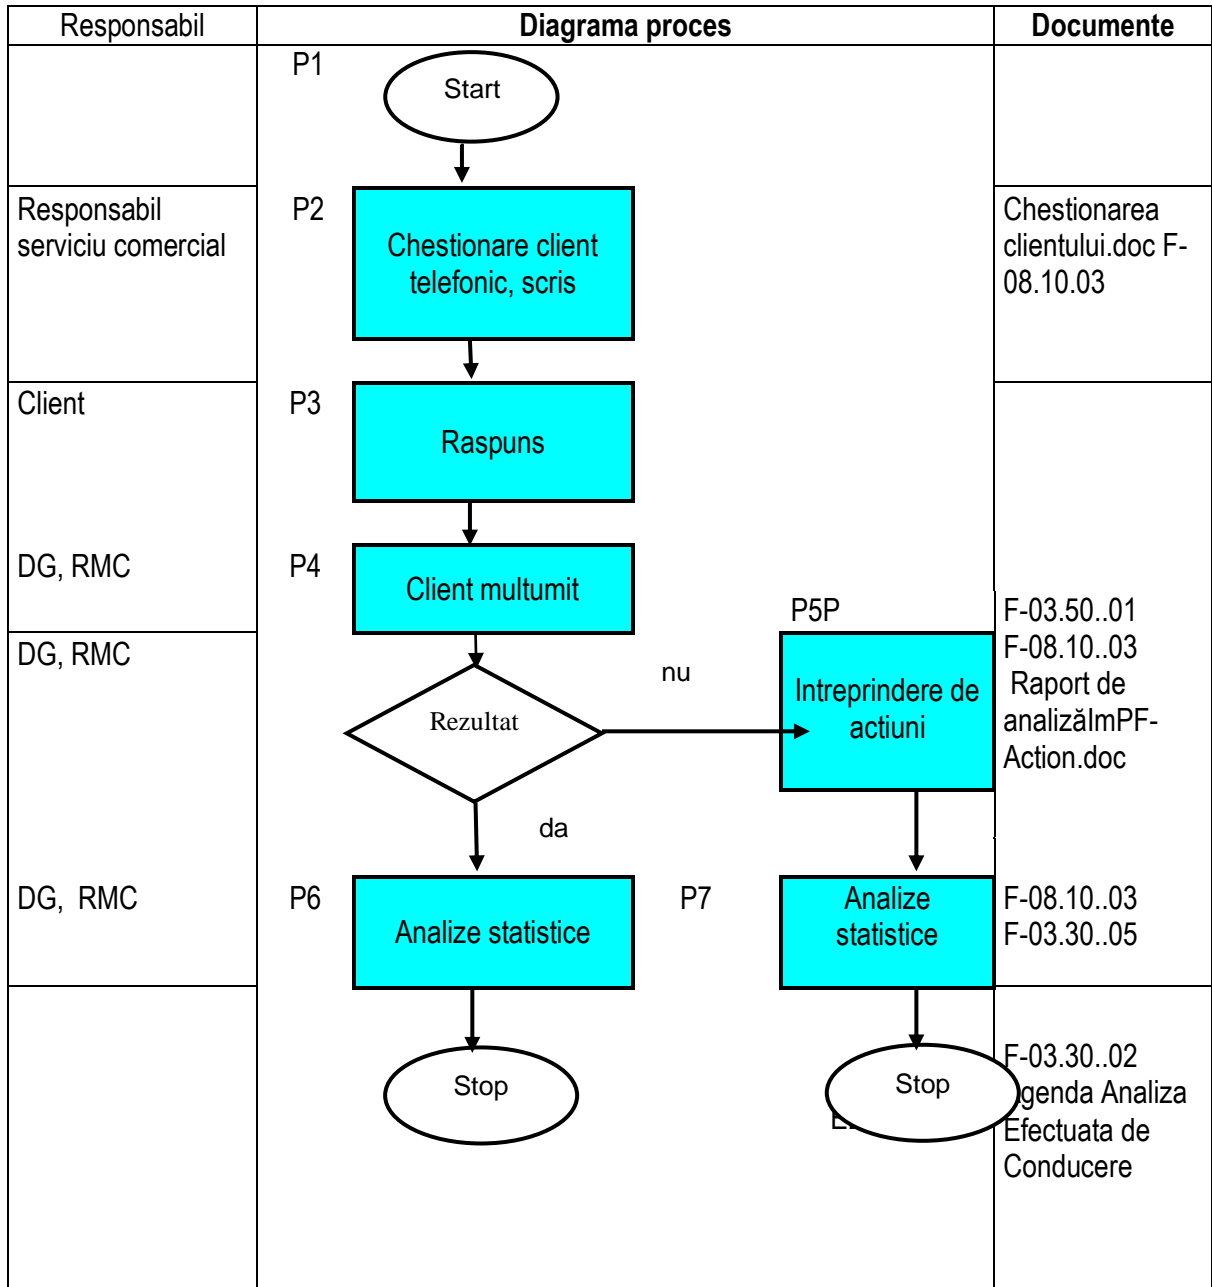 Responsabil
Diagrama proces
Documente
P1
Start
Responsabil
serviciu comercial
P2
Chestionare client
telefonic, scris
Chestionarea
clientului.doc F-
08.10.03
Client
P3
Raspuns
DG, RMC
P4
Client multumit
P5P
F-03.50..01
F-08.10..03
Raport de
analizăImPF-
Action.doc
DG, RMC
Rezultat
nu
Intreprindere de
actiuni
da
DG, RMC
P6
Analize statistice
P7
Analize
statistice
F-08.10..03
F-03.30..05
Stop
Stop
F-03.30..02
genda Analiza
Efectuata de
Conducere